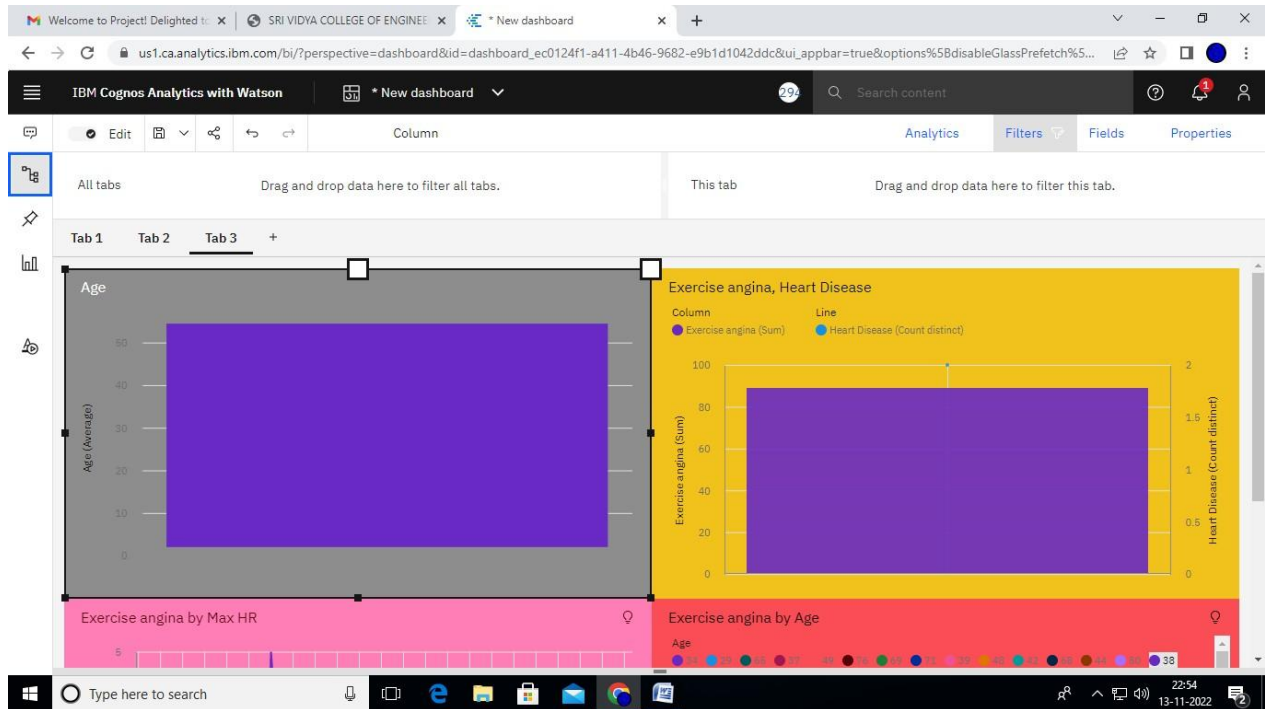 Welcome to Project! Delighted to
SRI VIDYA COLLEGE OF ENGINEE
* New dashboard
us1.ca.analytics.ibm.com/bi/?perspective=dashboard&id=dashboard_ec0124f1-a411-4b46-9682-e9b1d1042ddc&ui_appbar=true&options%5BdisableGlassPrefetch%5...
IBM Cognos Analytics with Watson
* New dashboard
294
Search content
1
Edit
Column
Analytics
Filters
Fields
Properties
All tabs
Drag and drop data here to filter all tabs.
This tab
Drag and drop data here to filter this tab.
Tab 1
Tab 2
Tab 3
+
Age
Age (Average)
40
30
20
10
0
Exercise angina, Heart Disease
Column
Line
Exercise angina (Sum)
Heart Disease (Count distinct)
100
80
60
40
20
0
Exercise angina (Sum)
2
1.5
1
0.5
0
Heart Disease (Count distinct)
Exercise angina by Max HR
5
Exercise angina by Age
Age
38
Type here to search
22:54
13-11-2022
2